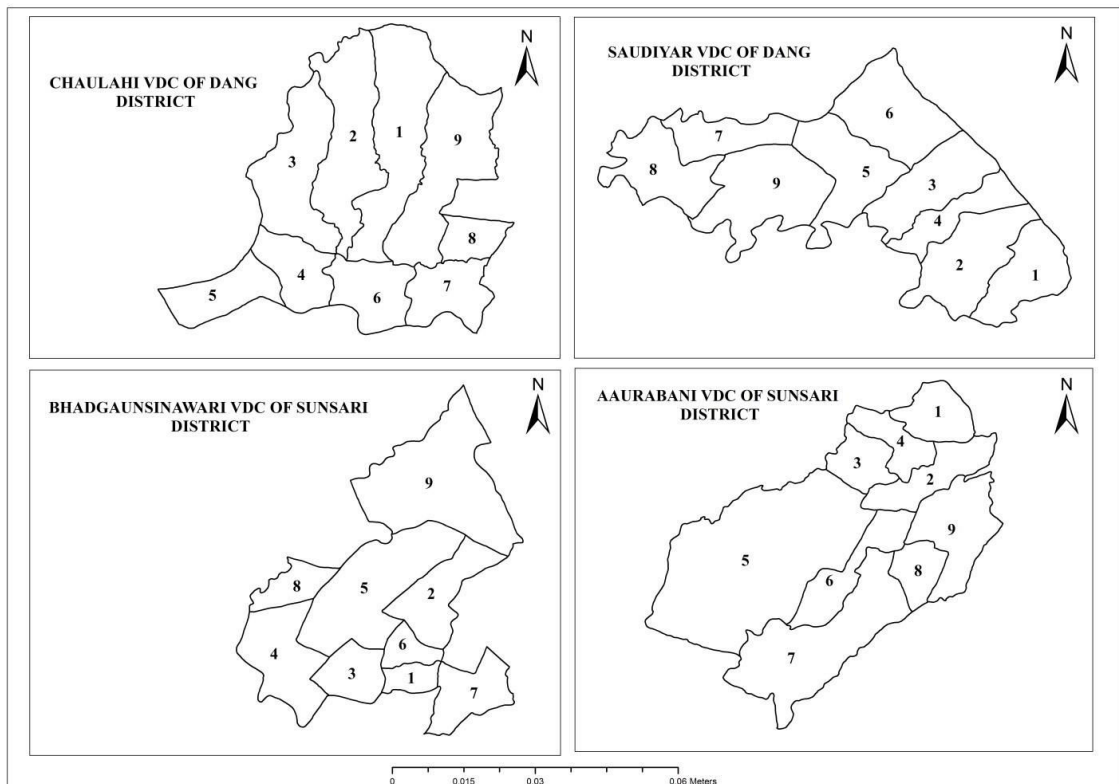 CHAULAHI VDC OF DANG
DISTRICT
N
1
2
3
9
8
4
5
6
7
SAUDIYAR VDC OF DANG
DISTRICT
N
6
7
8
9
5
3
4
2
1
BHADGAUNSINAWARI VDC OF SUNSARI
DISTRICT
N
9
8
5
2
6
4
3
1
7
AAURABANI VDC OF SUNSARI
DISTRICT
N
1
4
3
2
9
5
8
6
7
0 0.015 0.03 0.06 Meters